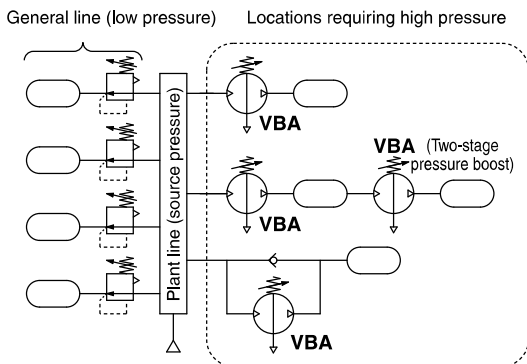 General line (low pressure)
Locations requiring high pressure
Plant line (source pressure)
VBA
VBA
VBA (Two-stage
pressure boost)
VBA